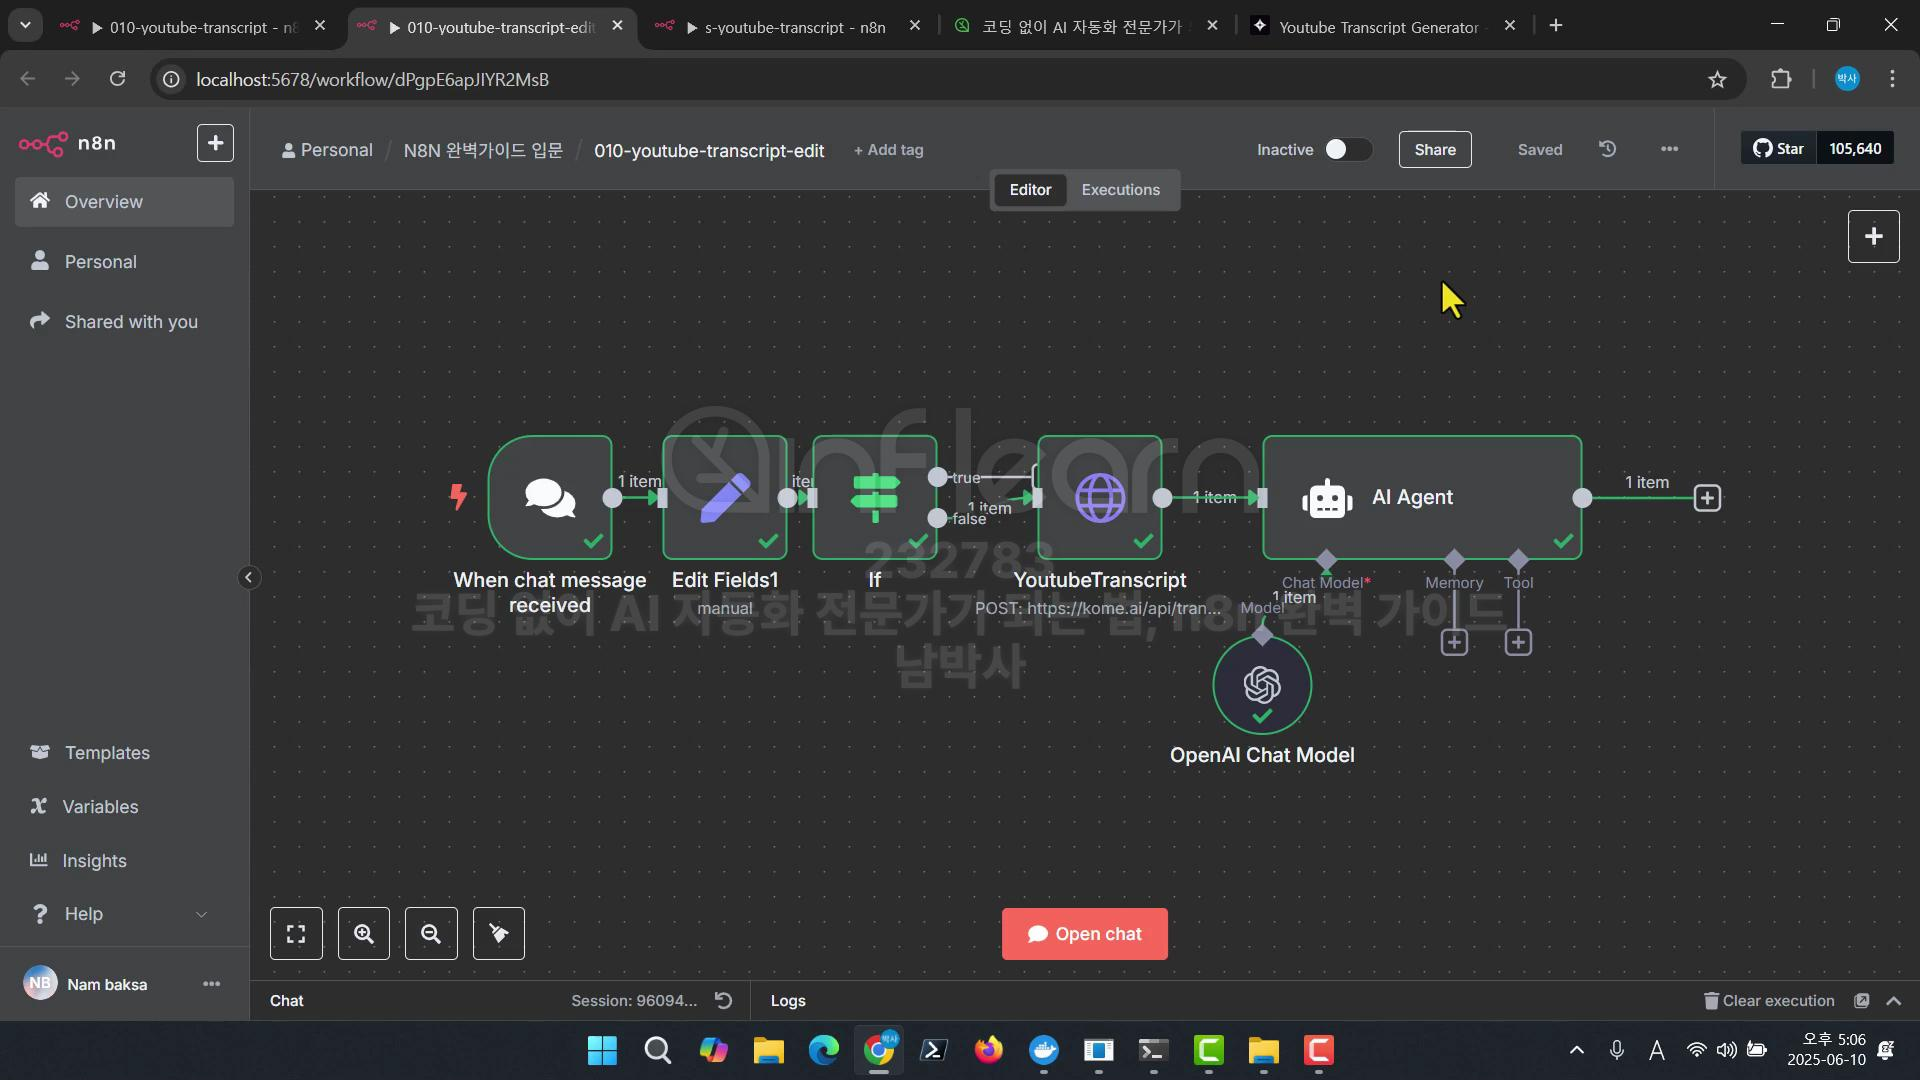 010-youtube-transcript - n8
010-youtube-transcript-edit
s-youtube-transcript - n8n
코딩 없이 AI 자동화 전문가가
Youtube Transcript Generator
localhost:5678/workflow/dPgpE6apJIYR2MsB
박사
n8n
Personal / N8N 완벽가이드 입문 / 010-youtube-transcript-edit + Add tag
Inactive
Share
Saved
Star 105,640
Editor Executions
Overview
Personal
Shared with you
inflearn
1 item
true
1 item
false
1 item
AI Agent
1 item
232783
When chat message received
Edit Fields1
manual
If
YoutubeTranscript
POST: https://kome.ai/api/tran...
Chat Model*
1 item
Model
Memory
Tool
코딩 없이 AI 자동화 전문가가 되는 법, n8n 완벽 가이드
남박사
OpenAI Chat Model
Templates
Variables
Insights
Help
Open chat
NB Nam baksa
Chat
Session: 96094...
Logs
Clear execution
박사
A
오후 5:06
2025-06-10